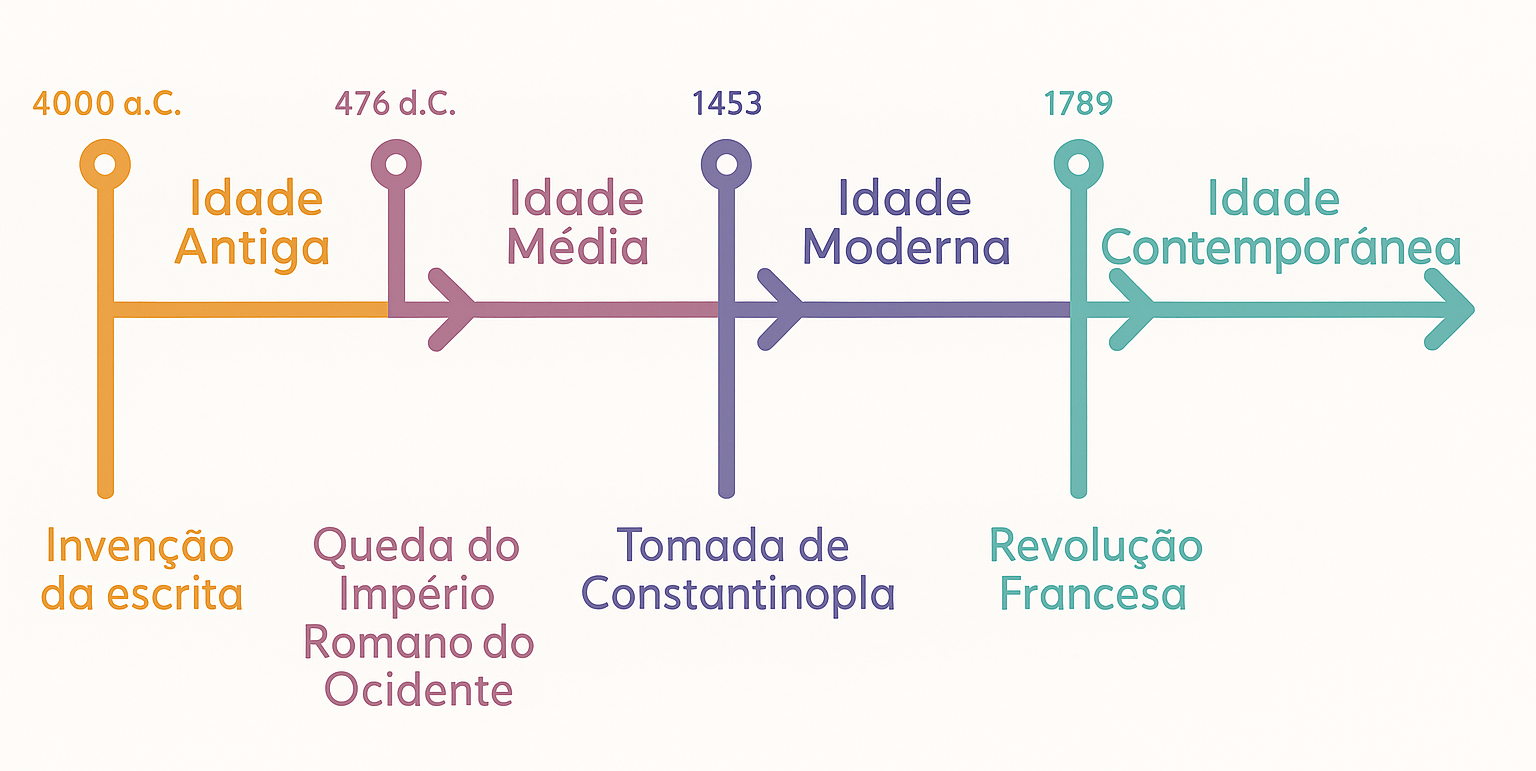 4000 a.C.
476 d.C.
1453
1789
Idade
Antiga
Idade
Média
Idade
Moderna
Idade
Contemporánea
Invenção
da escrita
Queda do
Império
Romano do
Ocidente
Tomada de
Constantinopla
Revolução
Francesa